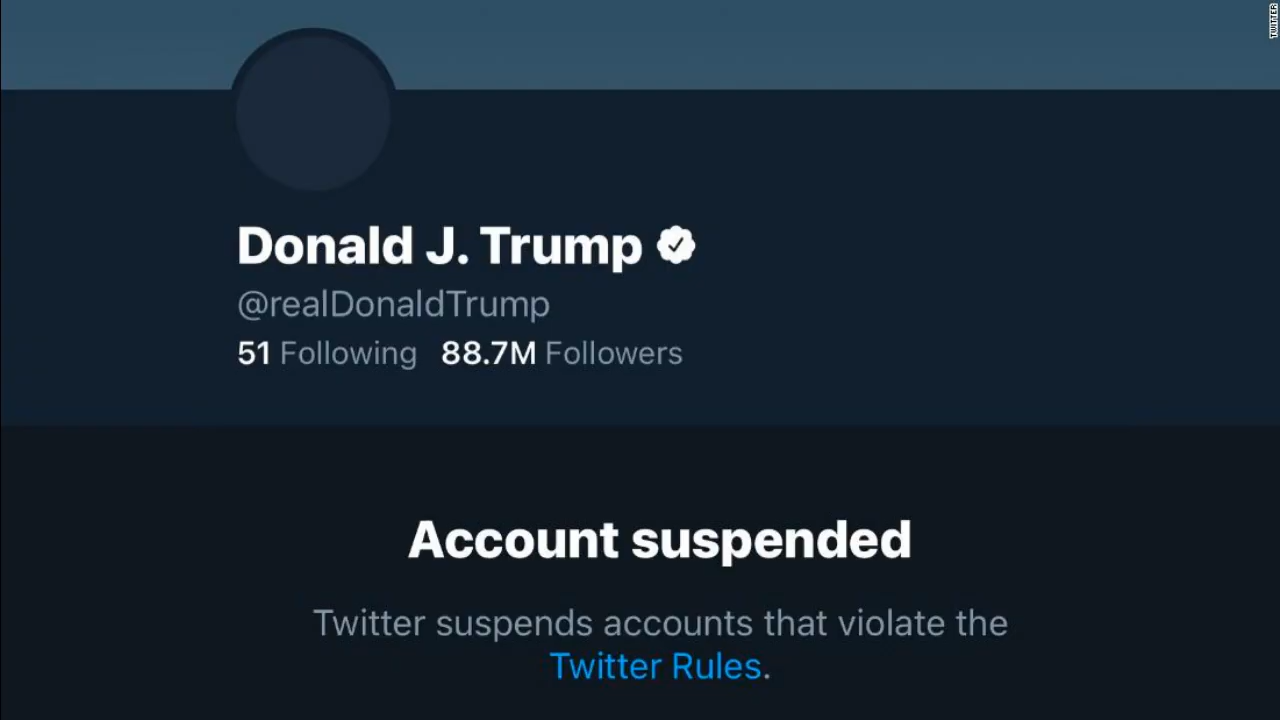 TWITTER
Donald J. Trump
@realDonaldTrump
51 Following 88.7M Followers
Account suspended
Twitter suspends accounts that violate the
Twitter Rules.